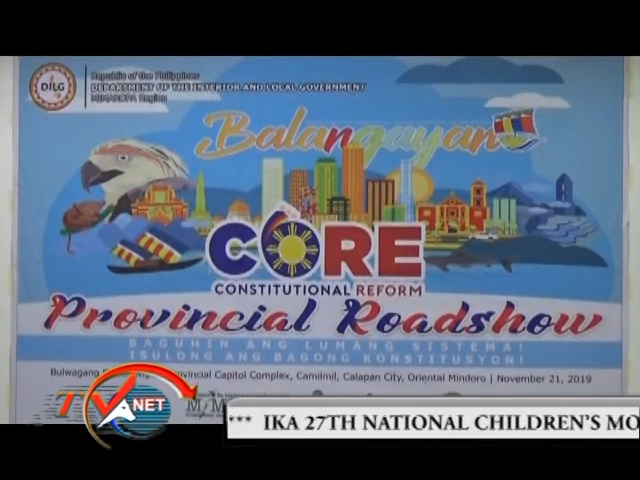 DILG
Republic of the Philippines
DEPARTMENT OF THE INTERIOR AND LOCAL GOVERNMENT
MIMAROPA Region
Balangayan
CORE
CONSTITUTIONAL REFORM
Provincial Roadshow
BAGUHIN ANG LUMANG SISTEMA!
ISULONG ANG BAGONG KONSTITUSYON!
Bulwagang Provincial Capitol Complex, Camilmil, Calapan City, Oriental Mindoro | November 21, 2019
TV NET
*** IKA 27TH NATIONAL CHILDREN'S MO